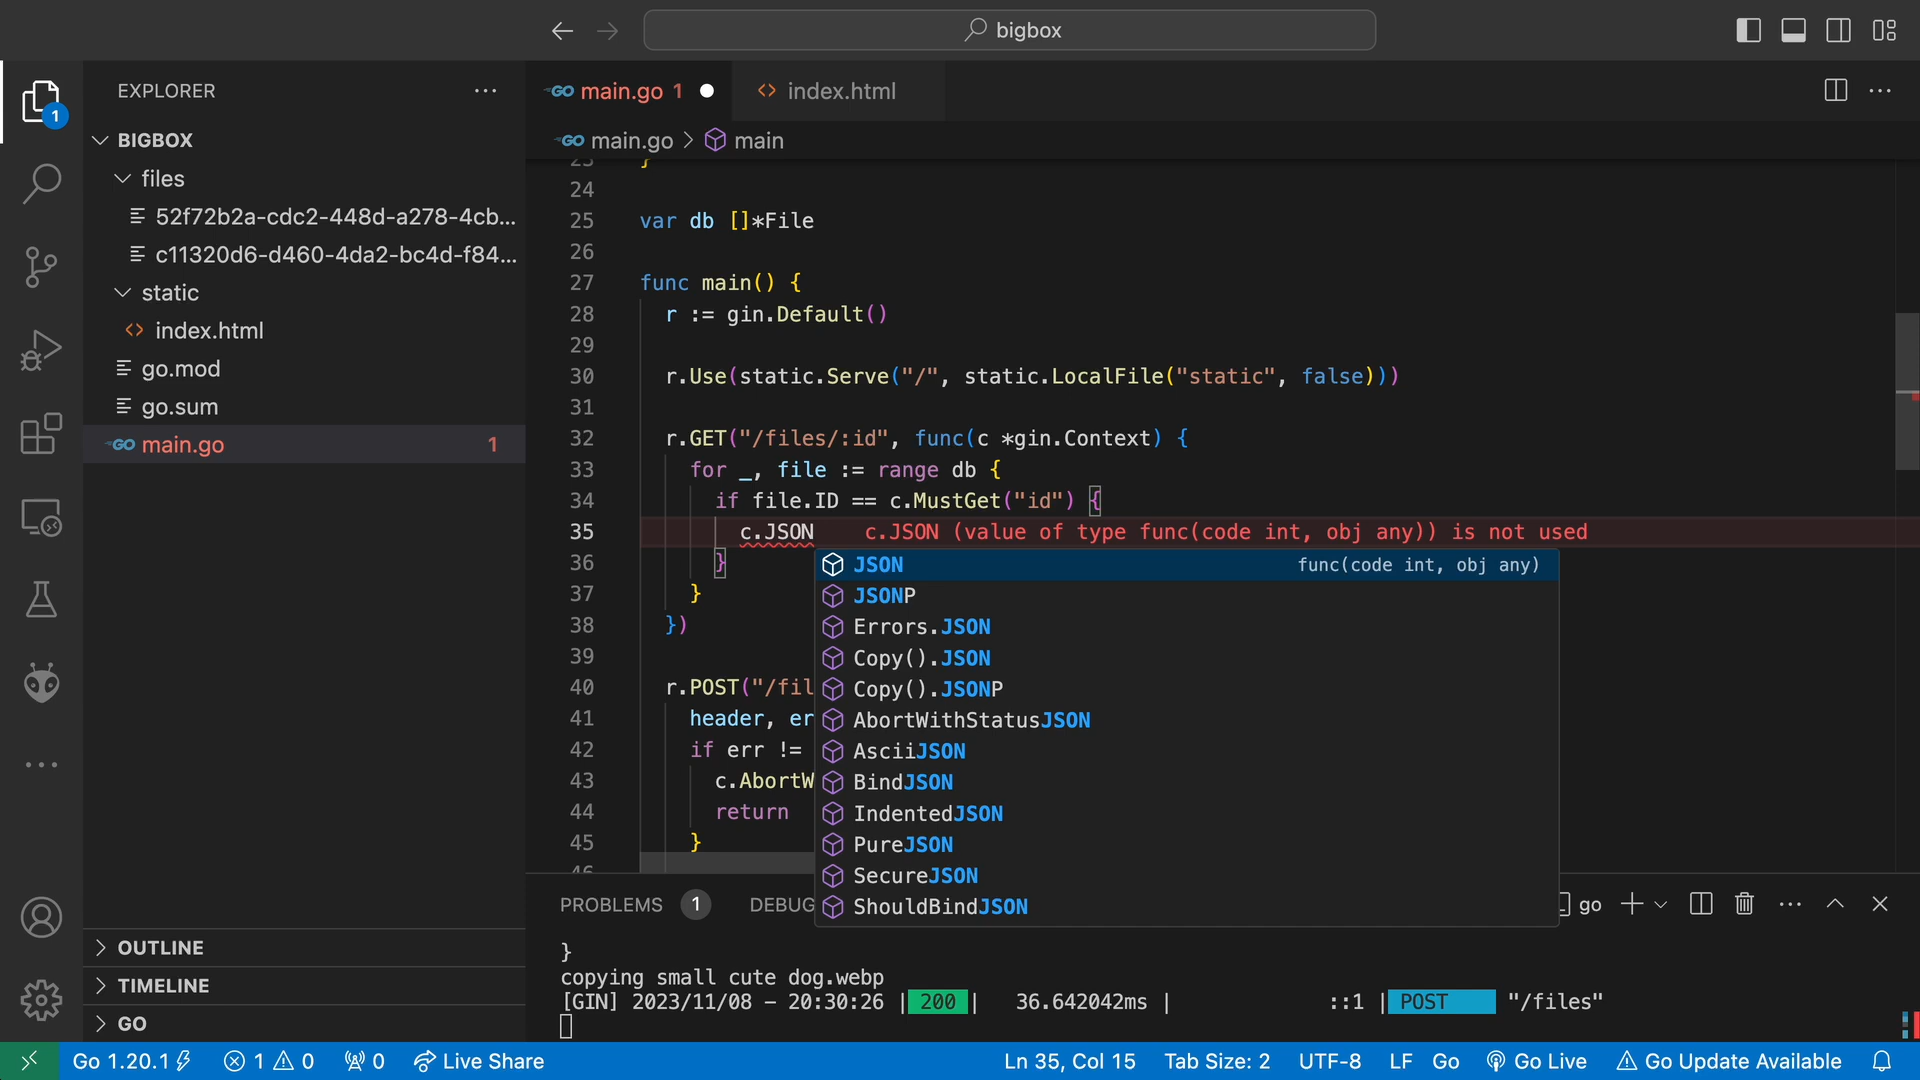 bigbox
EXPLORER
BIGBOX
files
52f72b2a-cdc2-448d-a278-4cb...
c11320d6-d460-4da2-bc4d-f84...
static
index.html
go.mod
go.sum
main.go 1
OUTLINE
TIMELINE
GO
1
main.go 1
index.html
main.go > main
23 }
24
25 var db []*File
26
27 func main() {
28 r := gin.Default()
29
30 r.Use(static.Serve("/", static.LocalFile("static", false)))
31
32 r.GET("/files/:id", func(c *gin.Context) {
33 for _, file := range db {
34 if file.ID == c.MustGet("id") {
35 c.JSON c.JSON (value of type func(code int, obj any)) is not used
36 }
37 }
38 })
39
40 r.POST("/fil
41 header, er
42 if err !=
43 c.AbortW
44 return
45 }
46
JSON func(code int, obj any)
JSONP
Errors.JSON
Copy().JSON
Copy().JSONP
AbortWithStatusJSON
AsciiJSON
BindJSON
IndentedJSON
PureJSON
SecureJSON
ShouldBindJSON
PROBLEMS 1 DEBUG go
}
copying small cute dog.webp
[GIN] 2023/11/08 - 20:30:26 | 200 | 36.642042ms | ::1 | POST "/files"
Go 1.20.1 1 0 0 Live Share Ln 35, Col 15 Tab Size: 2 UTF-8 LF Go Go Live Go Update Available